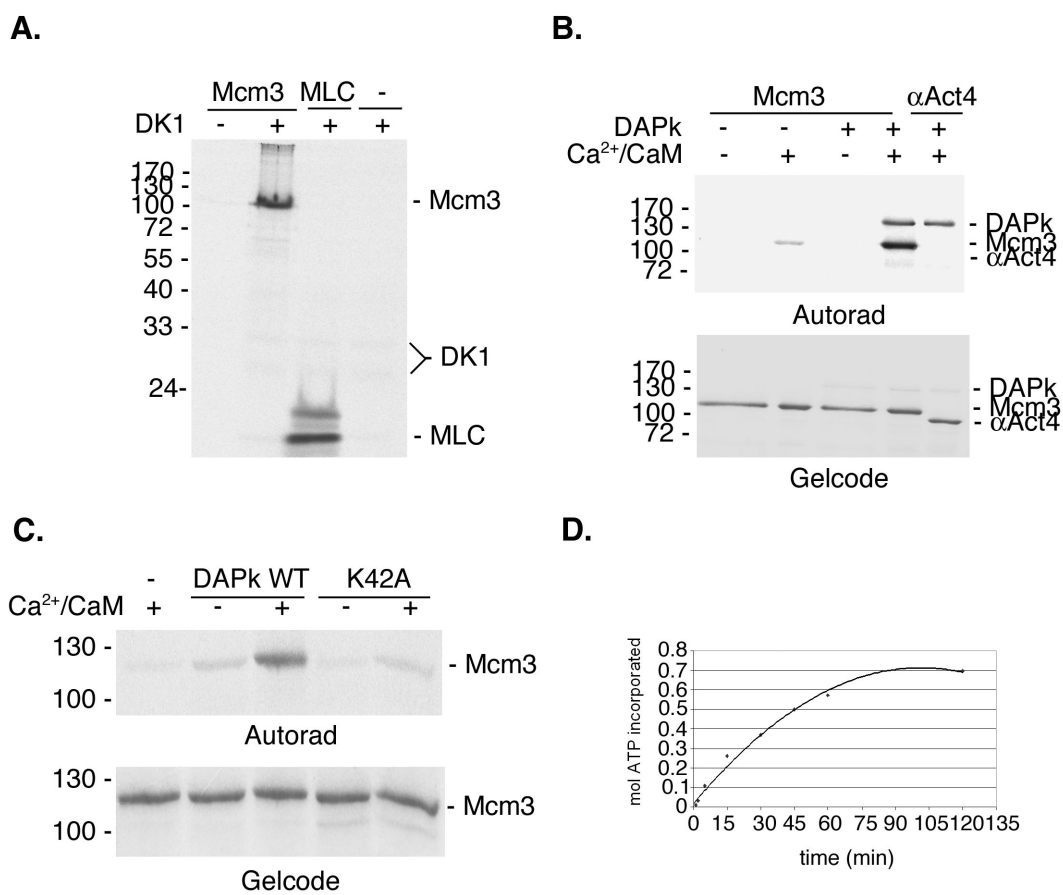 A.
Mcm3 MLC -
DK1 - + + +
170 -
130 -
100 -
72 -
55 -
40 -
33 -
24-
- Mcm3
DK1
- MLC
B.
Mcm3 αAct4
DAPk - - + + +
Ca2+/CaM - + - + +
170 -
130 -
100 -
72 -
- DAPk
- Mcm3
- αAct4
Autorad
170 -
130 -
100 -
72 -
- DAPk
- Mcm3
- αAct4
Gelcode
C.
- DAPk WT K42A
Ca2+/CaM + - + - +
130 -
100 -
- Mcm3
Autorad
130 -
100 -
- Mcm3
Gelcode
D.
mol ATP incorporated
0.8
0.7
0.6
0.5
0.4
0.3
0.2
0.1
0
0 15 30 45 60 75 90 105 120 135
time (min)